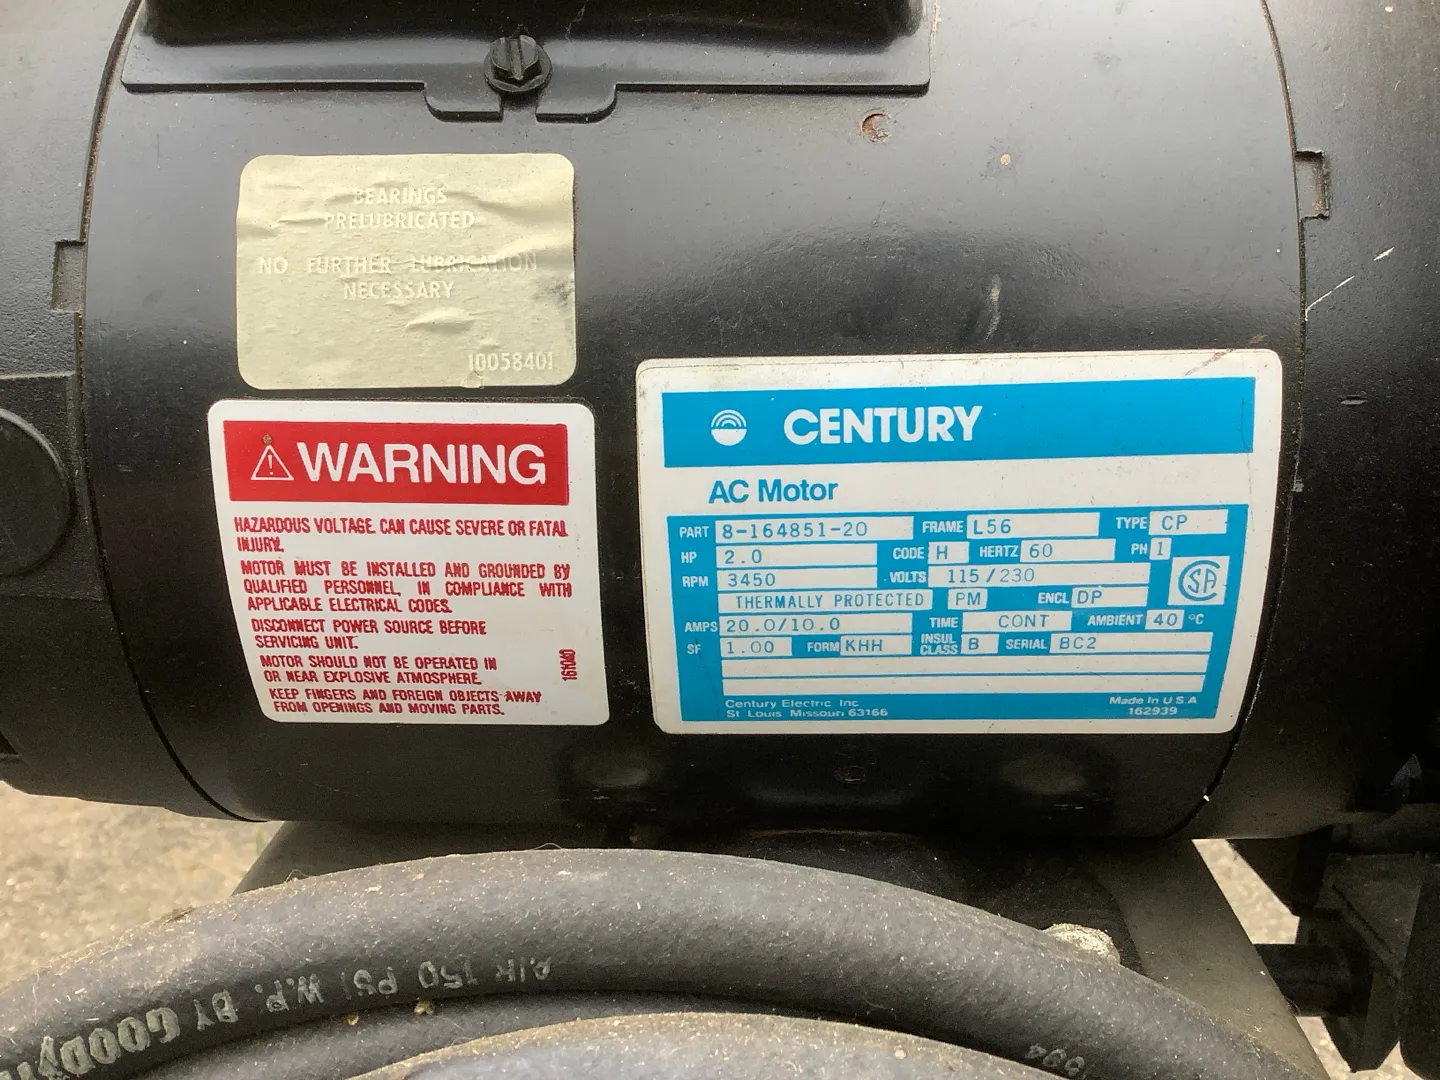 BEARINGS
PRELUBRICATED
NO FURTHER LUBRICATION
NECESSARY
10058401
WARNING
HAZARDOUS VOLTAGE. CAN CAUSE SEVERE OR FATAL
INJURY.
MOTOR MUST BE INSTALLED AND GROUNDED BY
QUALIFIED PERSONNEL, IN COMPLIANCE WITH
APPLICABLE ELECTRICAL CODES.
DISCONNECT POWER SOURCE BEFORE
SERVICING UNIT.
MOTOR SHOULD NOT BE OPERATED IN
OR NEAR EXPLOSIVE ATMOSPHERE.
KEEP FINGERS AND FOREIGN OBJECTS AWAY
FROM OPENINGS AND MOVING PARTS.
161040
CENTURY
AC Motor
PART 8-164851-20 FRAME L56 TYPE CP
HP 2.0 CODE H HERTZ 60 PH 1
RPM 3450 VOLTS 115/230
THERMALLY PROTECTED PM ENCL DP
SA
AMPS 20.0/10.0 TIME CONT AMBIENT 40 °C
SF 1.00 FORM KHH INSUL CLASS B SERIAL BC2
Century Electric Inc Made In U S A
St Louis Missouri 63166 162939
AIR 150 PSI W.P. BY GOODY
594